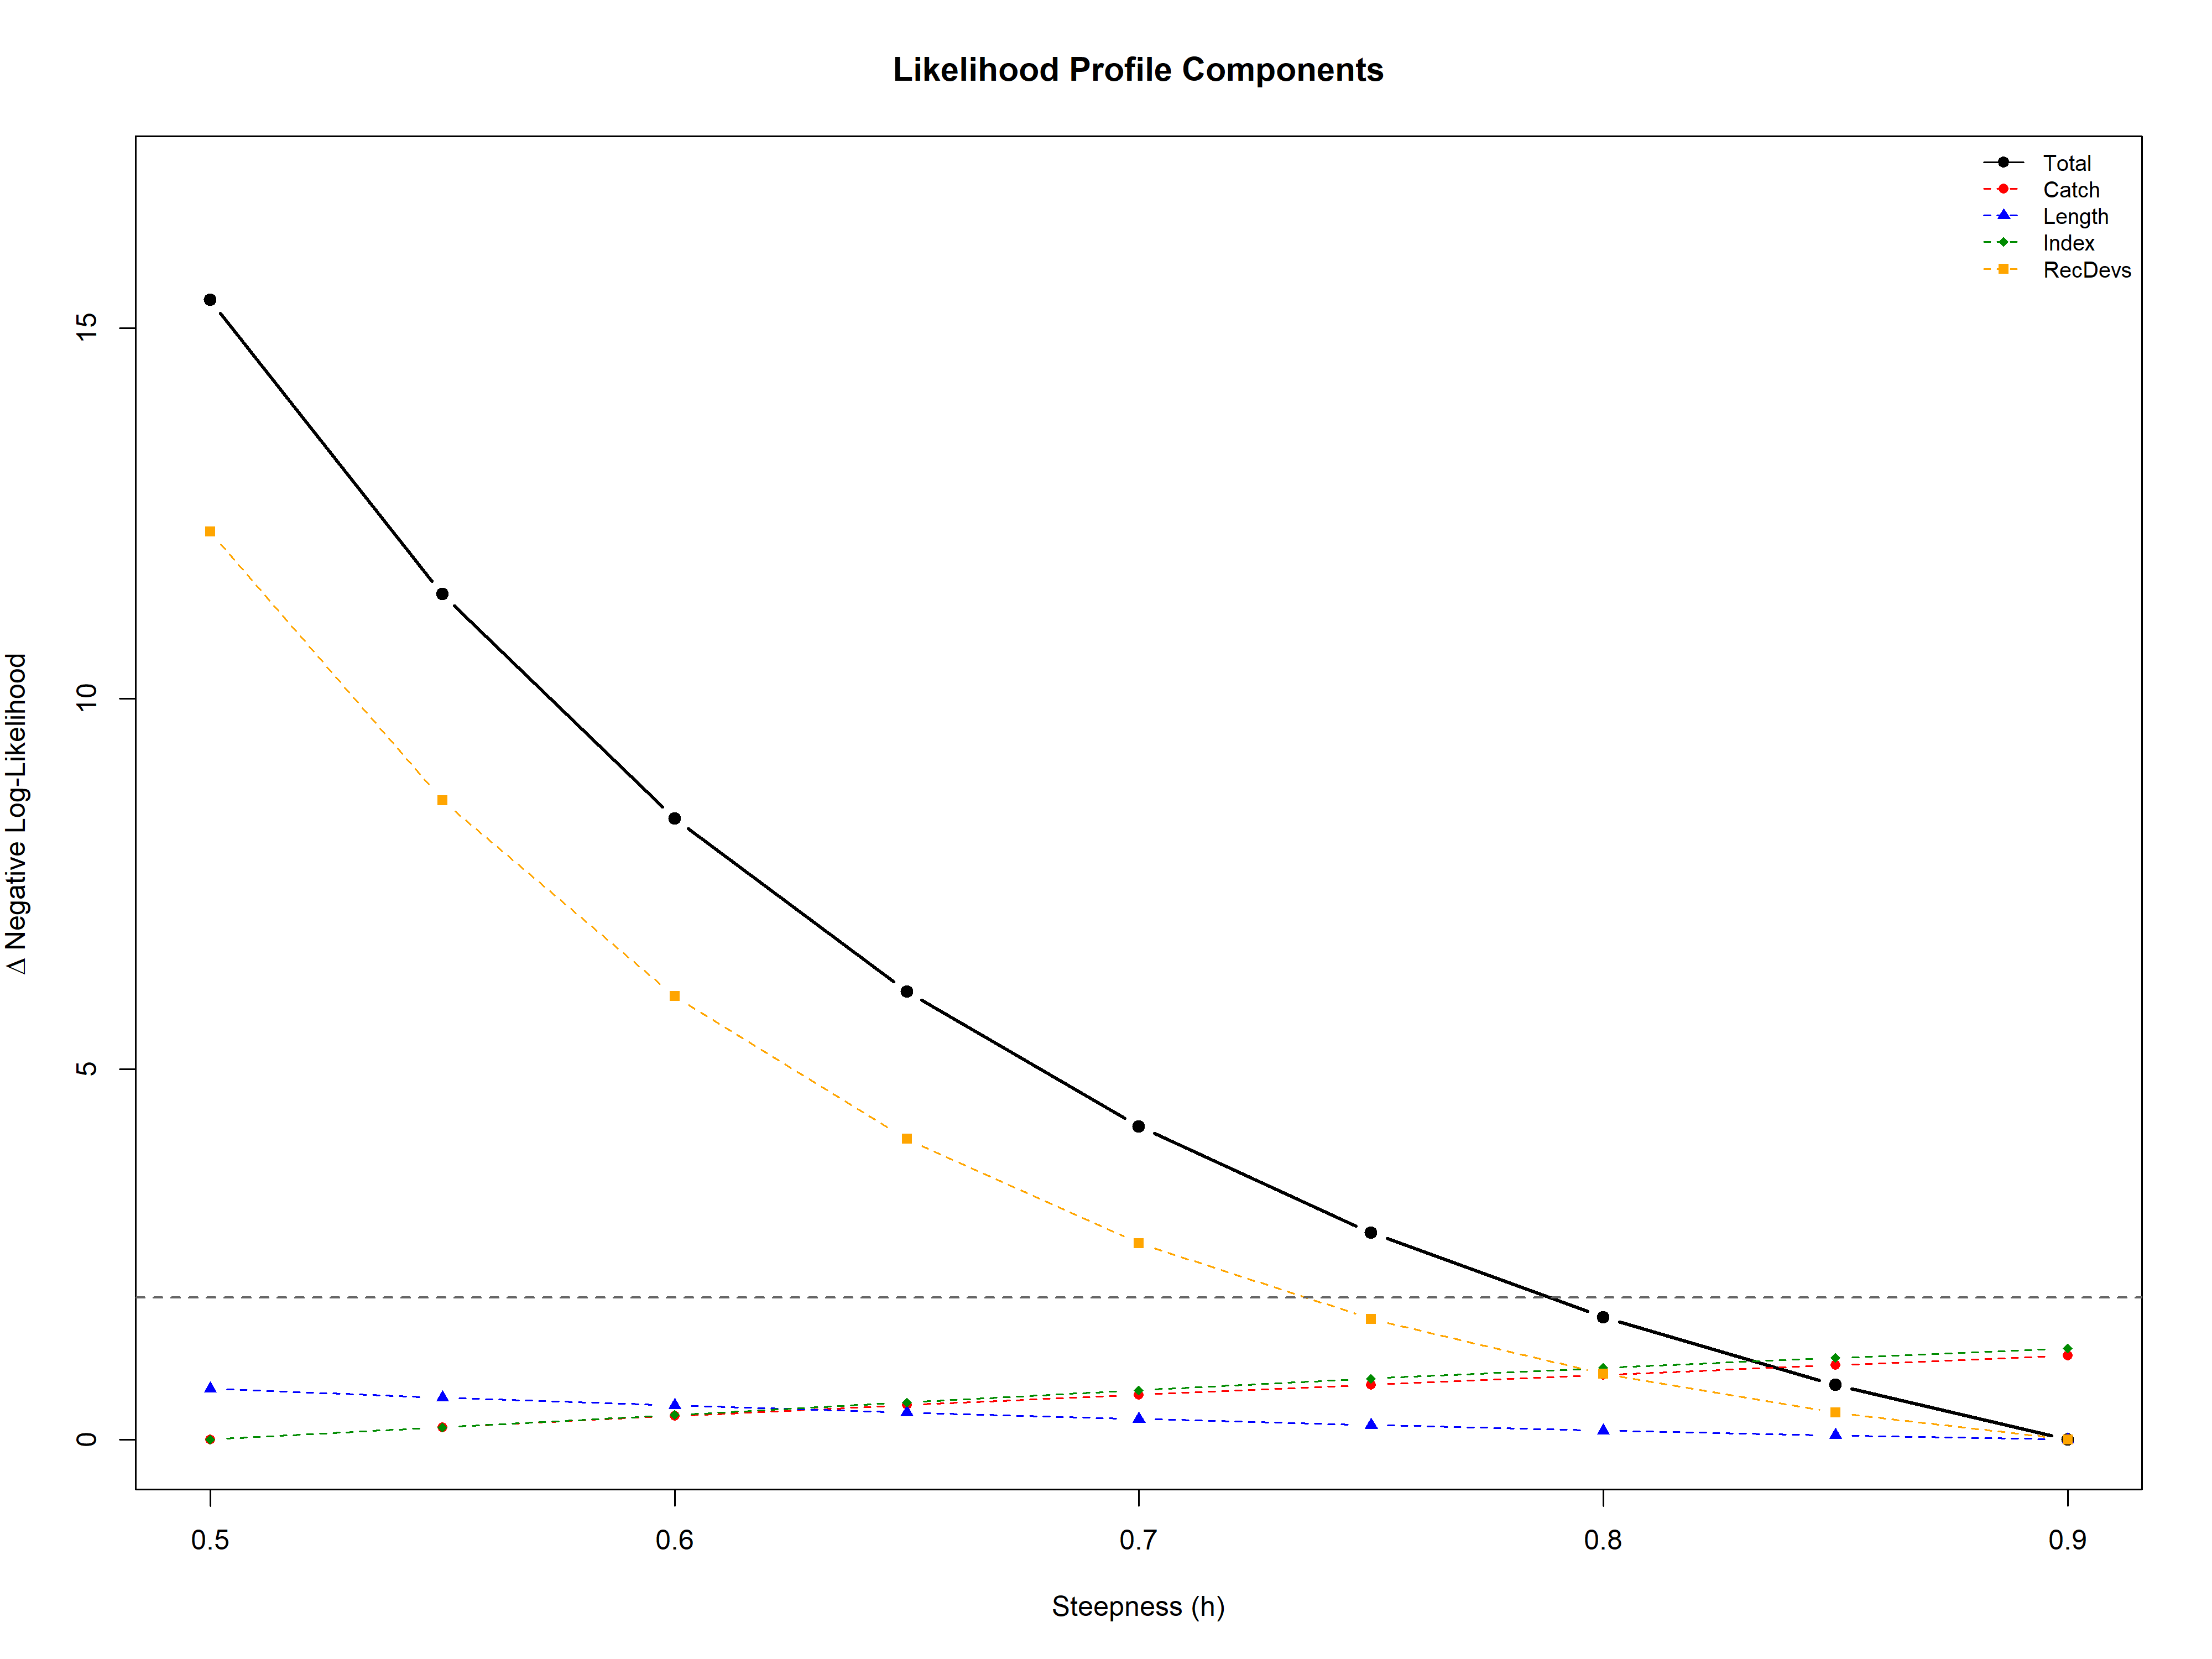 Likelihood Profile Components
Total
Catch
Length
Index
RecDevs
Δ Negative Log-Likelihood
15
10
5
0
0.5 0.6 0.7 0.8 0.9
Steepness (h)